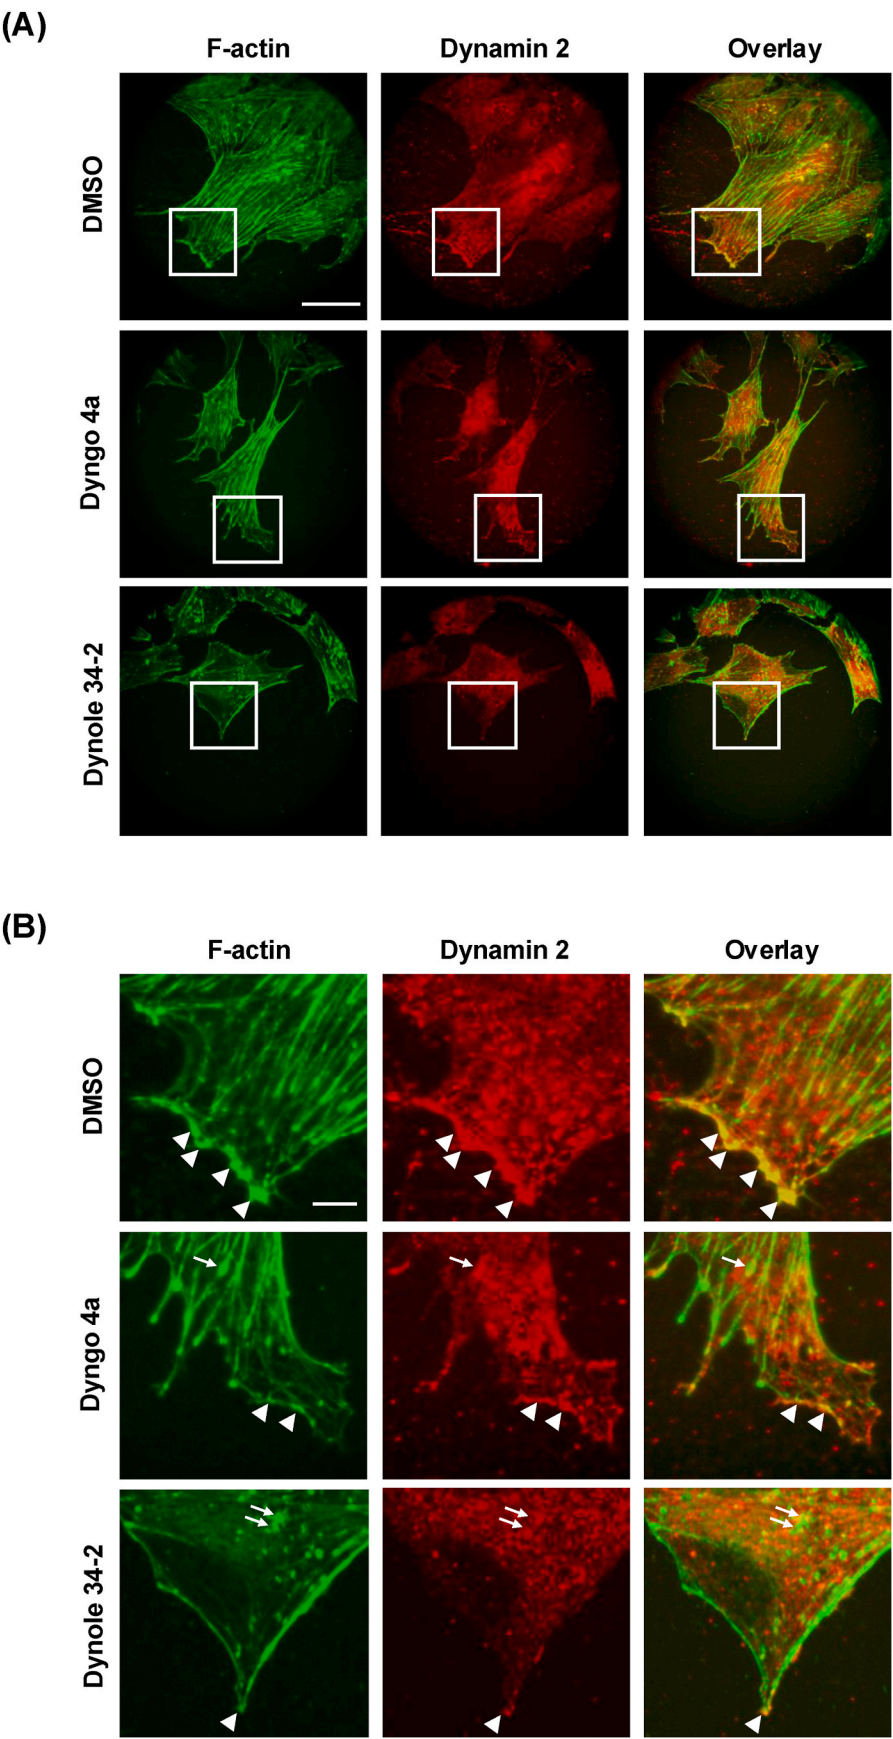 (A)
F-actin Dynamin 2 Overlay
DMSO
Dyngo 4a
Dynole 34-2
(B)
F-actin Dynamin 2 Overlay
DMSO
Dyngo 4a
Dynole 34-2